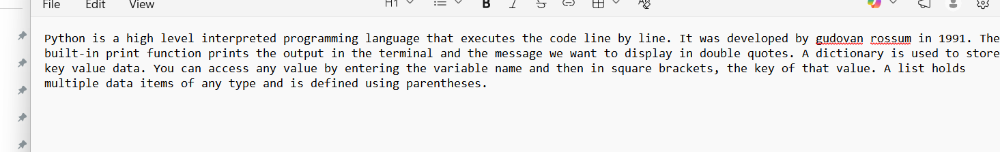 File Edit View H1 B I S A
Python is a high level interpreted programming language that executes the code line by line. It was developed by gudovan rossum in 1991. The
built-in print function prints the output in the terminal and the message we want to display in double quotes. A dictionary is used to store
key value data. You can access any value by entering the variable name and then in square brackets, the key of that value. A list holds
multiple data items of any type and is defined using parentheses.